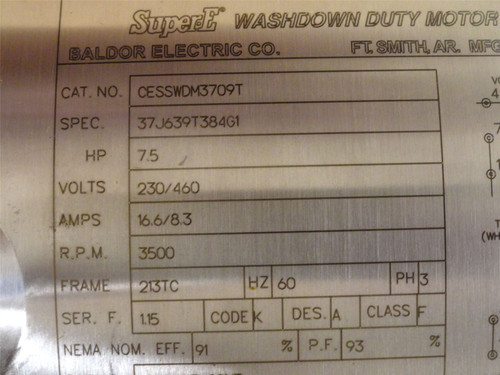 SuperE® WASHDOWN DUTY MOTOR
BALDOR ELECTRIC CO. FT. SMITH, AR. MFG
CAT. NO. CESSWDM3709T
SPEC. 37J639T384G1
HP 7.5
VOLTS 230/460
AMPS 16.6/8.3
R.P.M. 3500
FRAME 213TC HZ 60 PH 3
SER. F. 1.15 CODE K DES. A CLASS F
NEMA NOM. EFF. 91 % P.F. 93 %